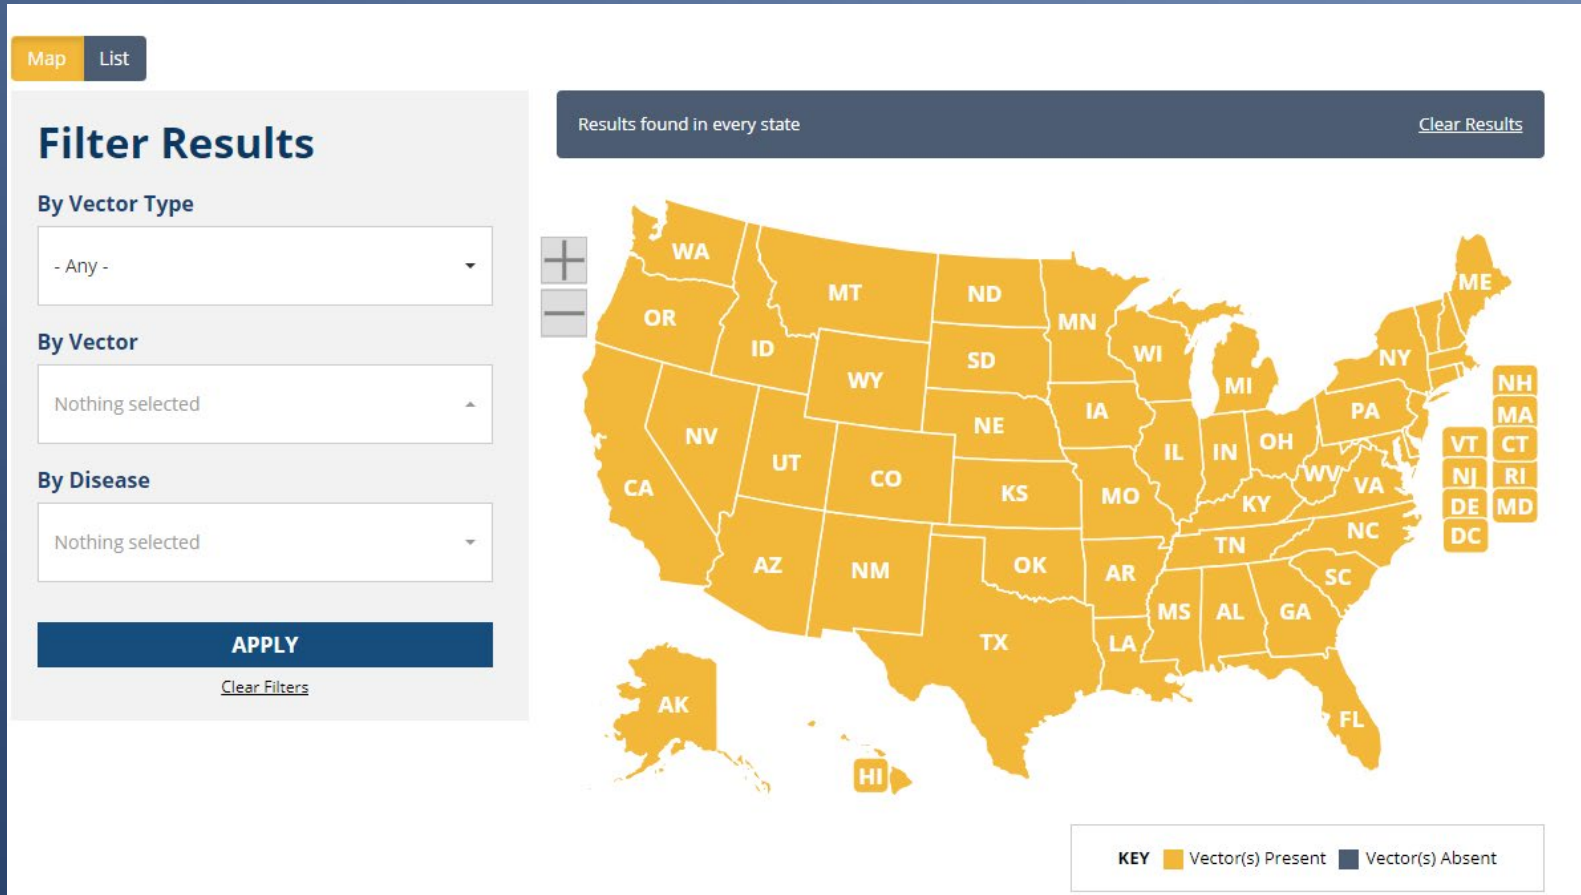 Map List
Filter Results
By Vector Type
- Any -
By Vector
Nothing selected
By Disease
Nothing selected
APPLY
Clear Filters
Results found in every state Clear Results
WA
MT
ND
ME
OR
MN
ID
SD
WI
NY
WY
MI
NH
IA
PA
MA
NE
NV
OH
VT CT
UT
IL
IN
CO
WV
NJ RI
CA
KS
MO
VA
KY
DE MD
NC
DC
TN
AZ
NM
OK
AR
SC
MS
AL
GA
TX
LA
AK
FL
HI
KEY Vector(s) Present Vector(s) Absent